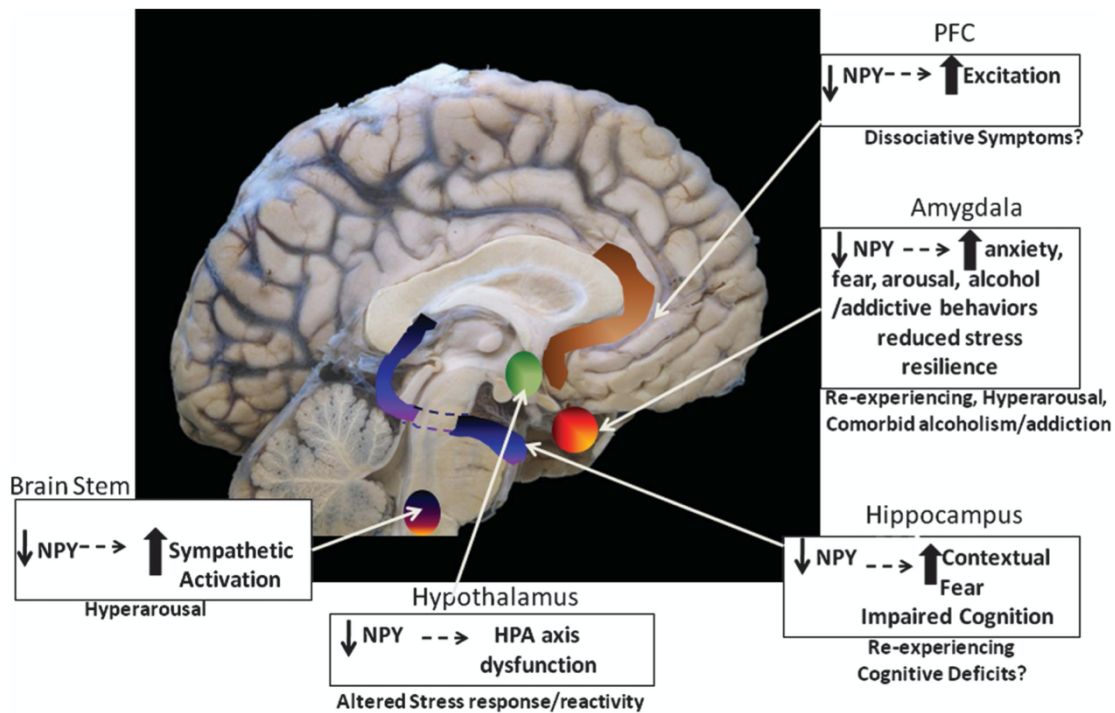 PFC
↓ NPY --→ ↑ Excitation
Dissociative Symptoms?
Amygdala
↓ NPY --→ ↑ anxiety,
fear, arousal, alcohol
/addictive behaviors
reduced stress
resilience
Re-experiencing, Hyperarousal,
Comorbid alcoholism/addiction
Brain Stem
↓ NPY --→ ↑ Sympathetic
Activation
Hyperarousal
Hypothalamus
↓ NPY --→ HPA axis
dysfunction
Altered Stress response/reactivity
Hippocampus
↓ NPY --→ ↑ Contextual
Fear
Impaired Cognition
Re-experiencing
Cognitive Deficits?